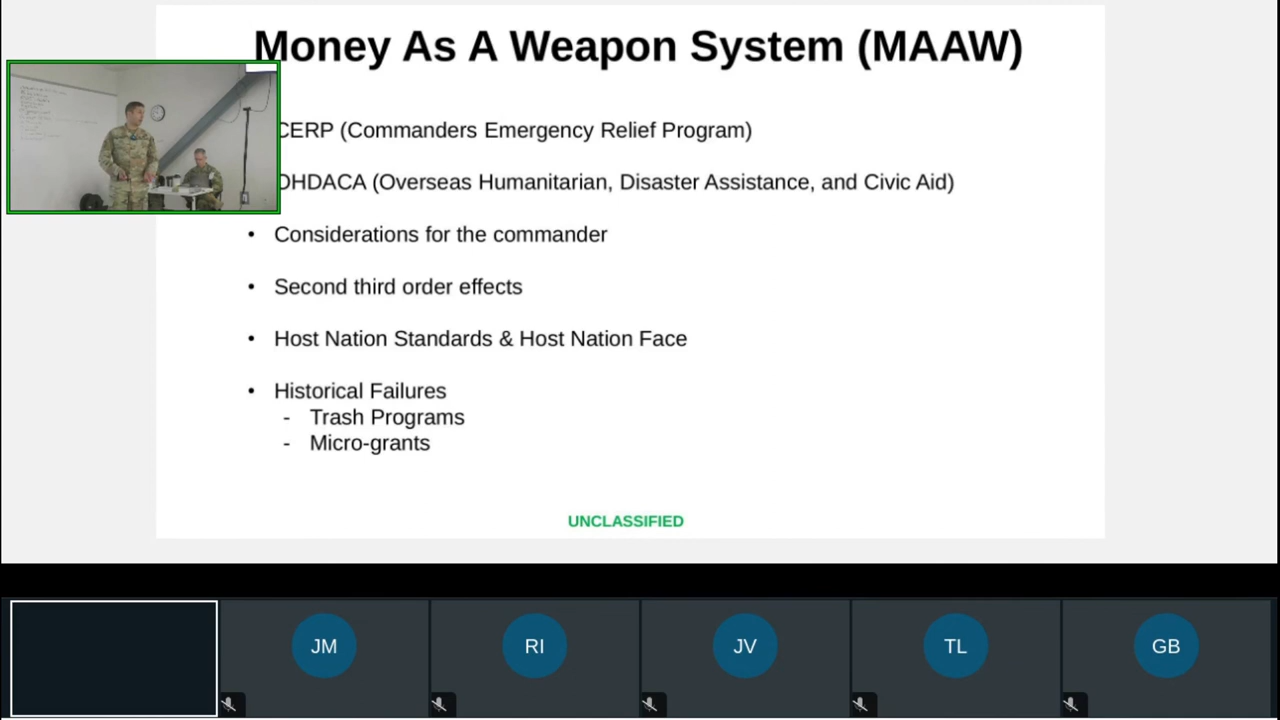 Money As A Weapon System (MAAW)
CERP (Commanders Emergency Relief Program)
OHDACA (Overseas Humanitarian, Disaster Assistance, and Civic Aid)
• Considerations for the commander
• Second third order effects
• Host Nation Standards & Host Nation Face
• Historical Failures
- Trash Programs
- Micro-grants
UNCLASSIFIED
JM
RI
JV
TL
GB